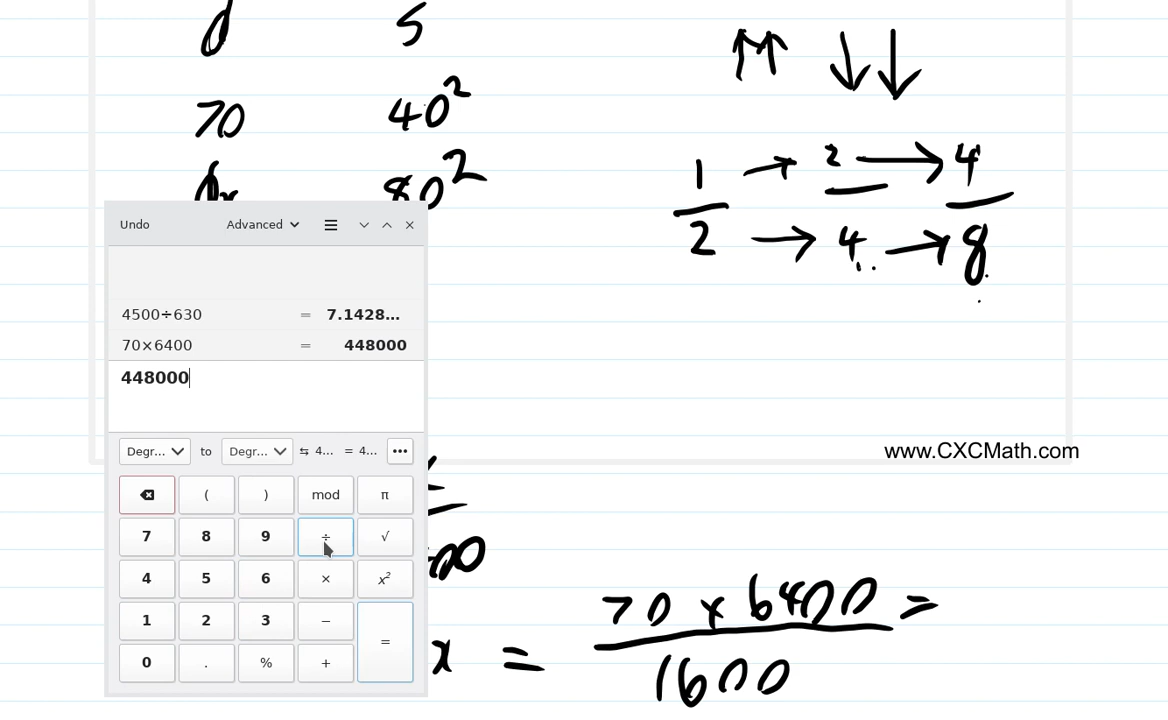 d s
70 40²
80²
↑↑ ↓↓
1 → 2 → 4
2 → 4 → 8
Undo Advanced
4500÷630 = 7.1428...
70×6400 = 448000
448000
Degr... to Degr... ⇆ 4... = 4... •••
( ) mod π
7 8 9 ÷ √
4 5 6 × x²
1 2 3 − =
0 . % +
www.CXCMath.com
70 x 6400 =
x = 1600